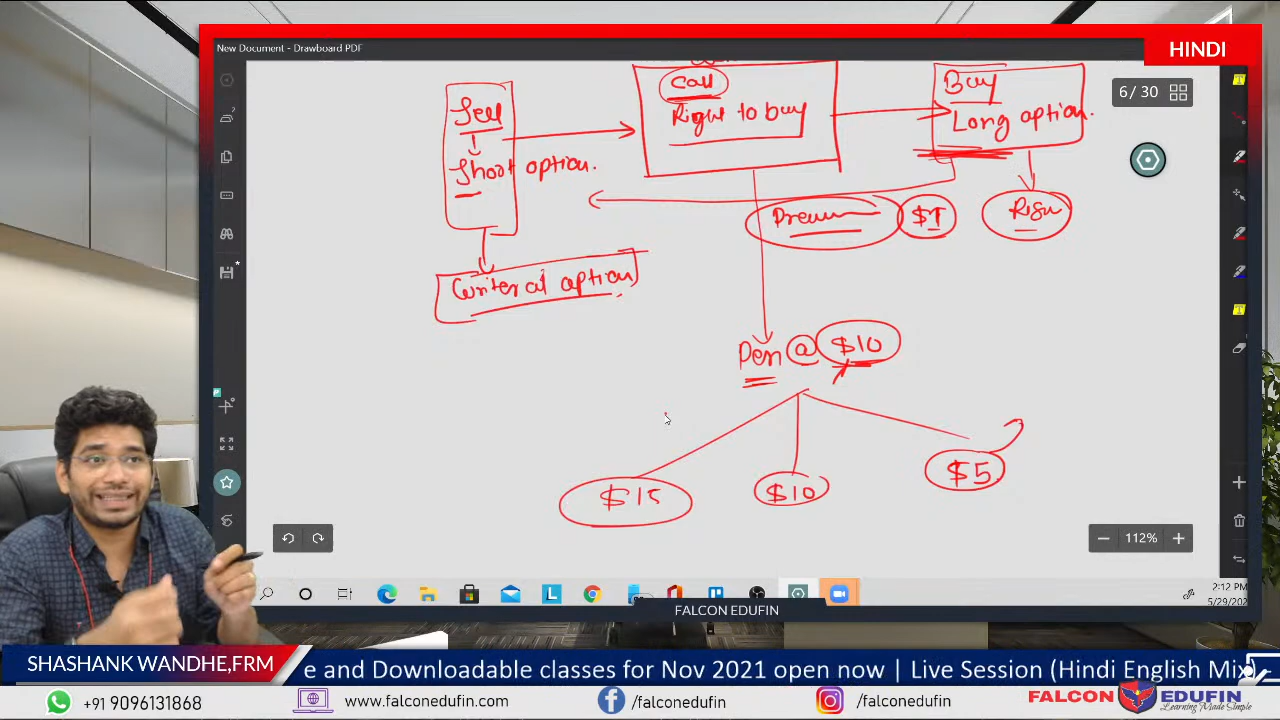 New Document - Drawboard PDF
HINDI
6 / 30
Sell
Short option.
Call
Right to buy
Buy
Long option.
Premium
$1
Writer of option
Pen @ $10
$15
$10
$5
112%
2:12 PM
FALCON EDUFIN
SHASHANK WANDHE,FRM
e and Downloadable classes for Nov 2021 open now | Live Session (Hindi English Mix)
+91 9096131868
www.falconedufin.com
/falconedufin
/falconedufin
FALCON EDUFIN
Learning Made Simple